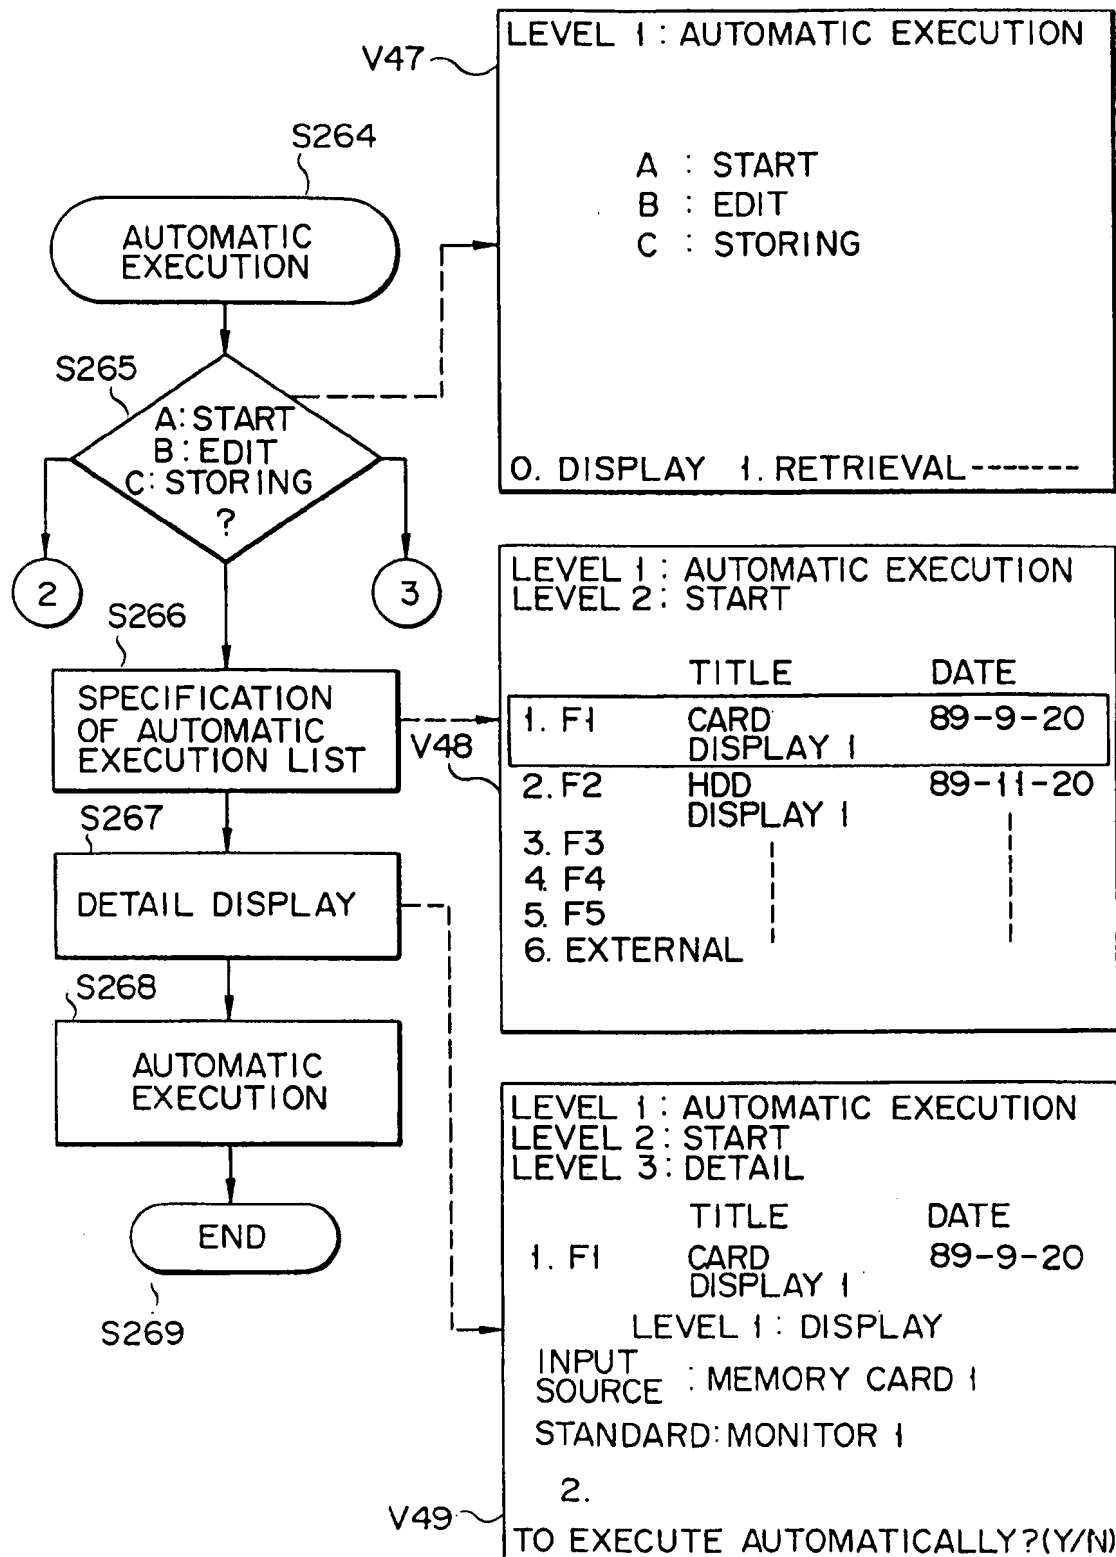 S264
AUTOMATIC
EXECUTION
S265
A: START
B: EDIT
C: STORING
?
2
3
S266
SPECIFICATION
OF AUTOMATIC
EXECUTION LIST
S267
DETAIL DISPLAY
S268
AUTOMATIC
EXECUTION
END
S269
V47
LEVEL 1: AUTOMATIC EXECUTION
A : START
B : EDIT
C : STORING
0. DISPLAY 1. RETRIEVAL-------
V48
LEVEL 1: AUTOMATIC EXECUTION
LEVEL 2: START
TITLE DATE
1. F1 CARD 89-9-20
DISPLAY 1
2. F2 HDD 89-11-20
DISPLAY 1
3. F3
4. F4
5. F5
6. EXTERNAL
V49
LEVEL 1: AUTOMATIC EXECUTION
LEVEL 2: START
LEVEL 3: DETAIL
TITLE DATE
1. F1 CARD 89-9-20
DISPLAY 1
LEVEL 1: DISPLAY
INPUT
SOURCE : MEMORY CARD 1
STANDARD: MONITOR 1
2.
TO EXECUTE AUTOMATICALLY?(Y/N)